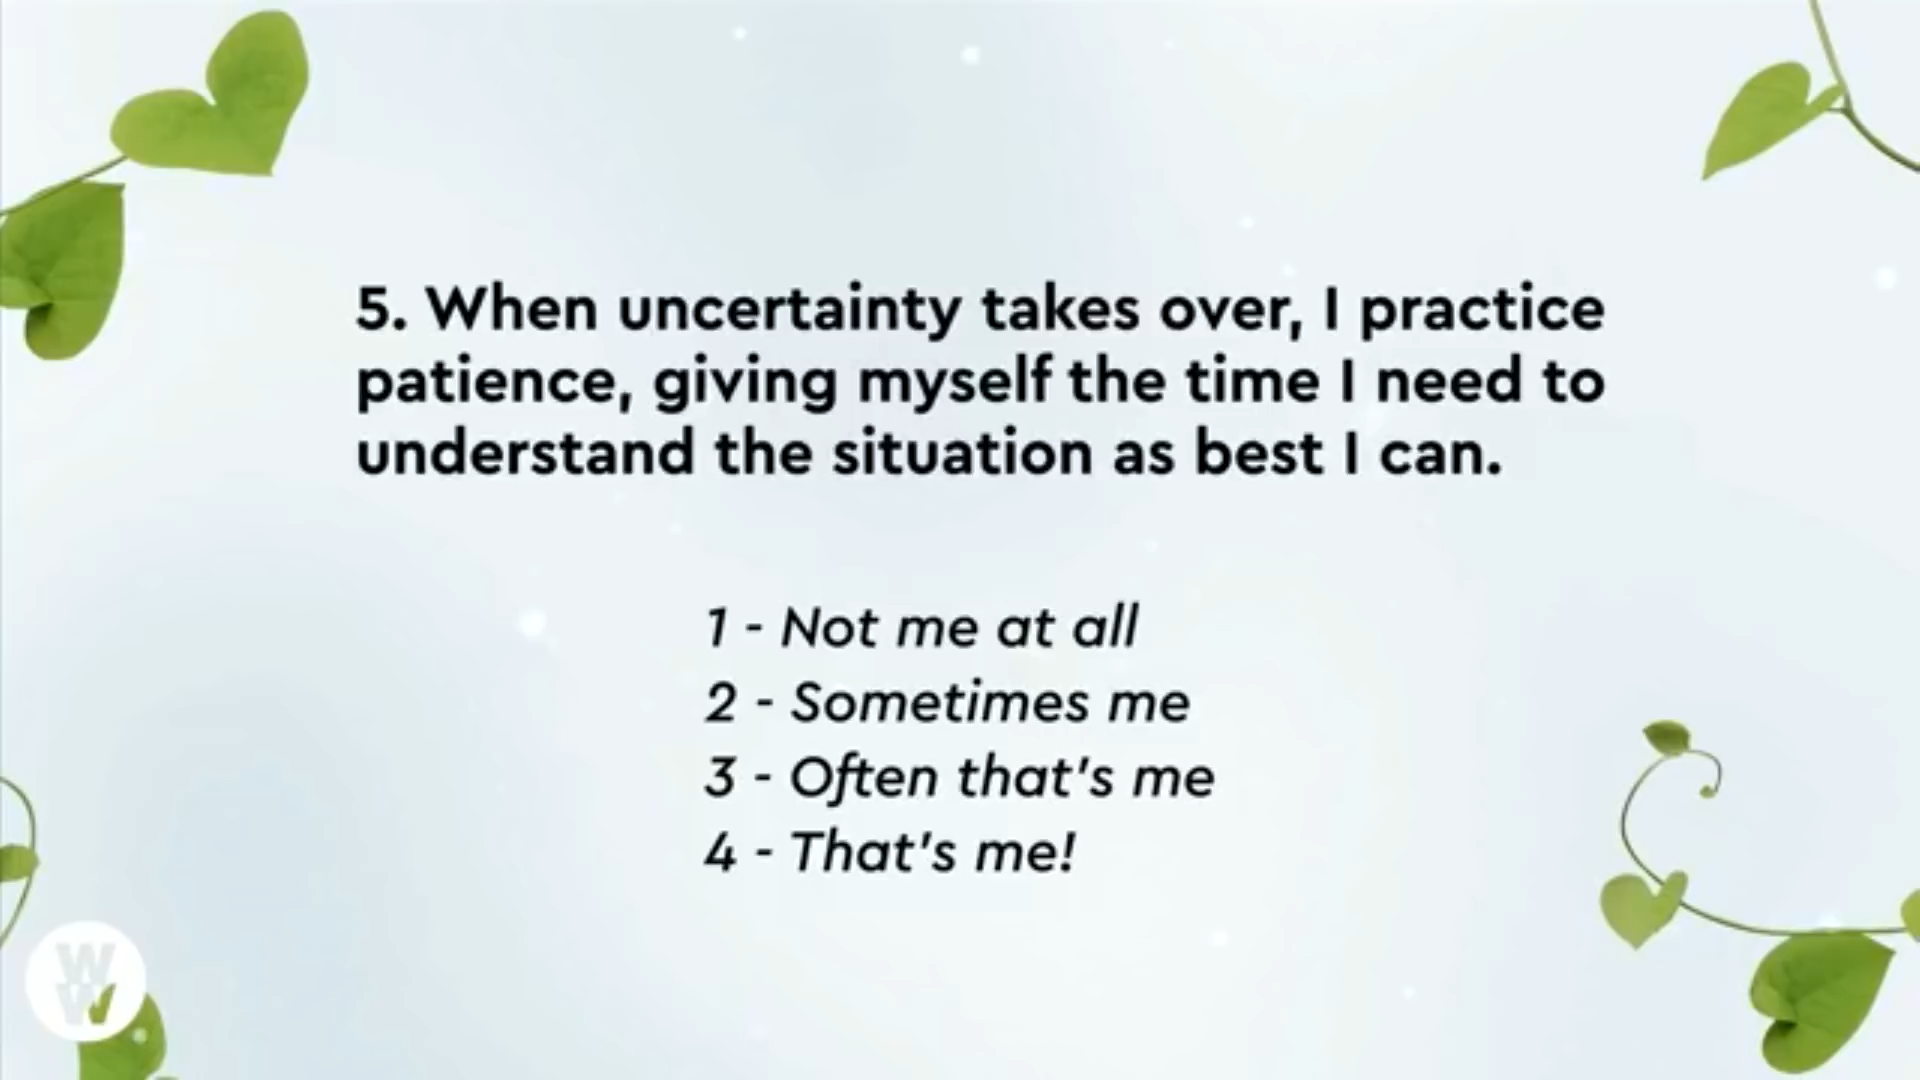 5. When uncertainty takes over, I practice
patience, giving myself the time I need to
understand the situation as best I can.
1 - Not me at all
2 - Sometimes me
3 - Often that's me
4 - That's me!
W
W